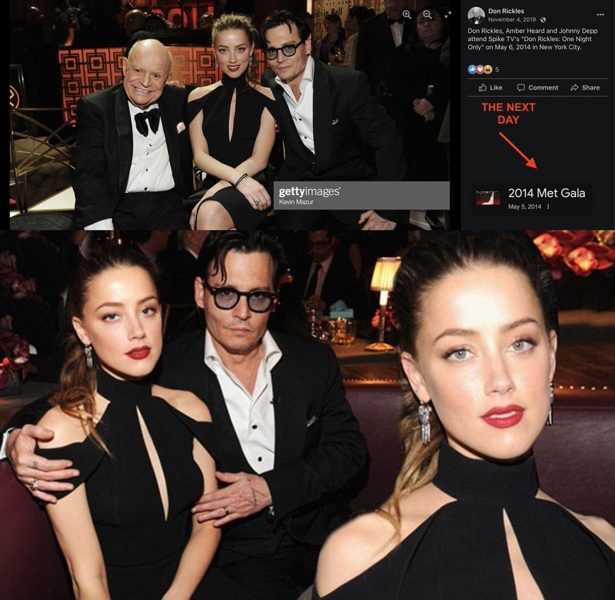 Don Rickles
November 4, 2019 ·
Don Rickles, Amber Heard and Johnny Depp
attend Spike TV's "Don Rickles: One Night
Only" on May 6, 2014 in New York City.
5
Like Comment Share
THE NEXT
DAY
2014 Met Gala
May 5, 2014
gettyimages®
Kevin Mazur